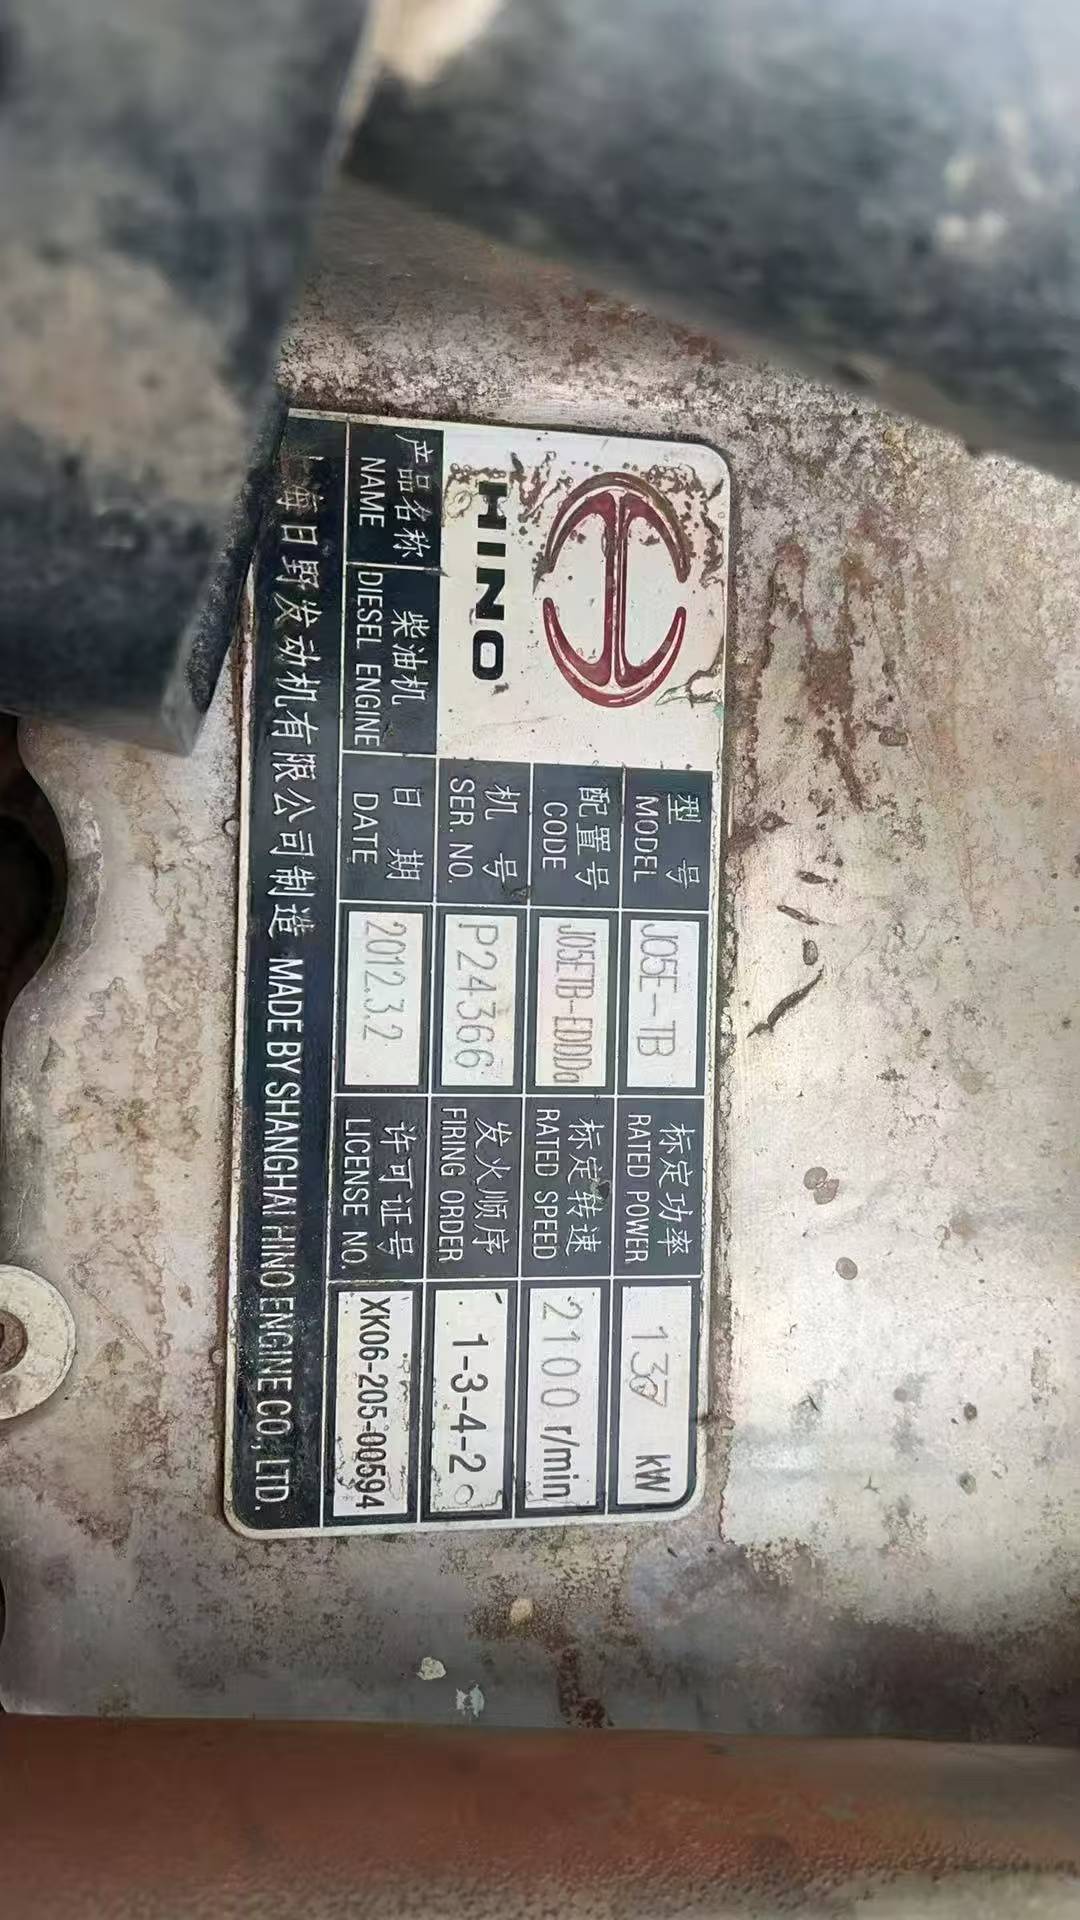 HINO
型号 J05E-TB 标定功率 137 kW
MODEL RATED POWER
配置号 J05ETB-EDDDa 标定转速 2100 r/min
CODE RATED SPEED
机号 P24366 发火顺序 1-3-4-2
SER. NO. FIRING ORDER
产品名称 柴油机 日期 2012.3.2 许可证号 XK06-205-00594
NAME DIESEL ENGINE DATE LICENSE NO.
上海日野发动机有限公司制造 MADE BY SHANGHAI HINO ENGINE CO., LTD.